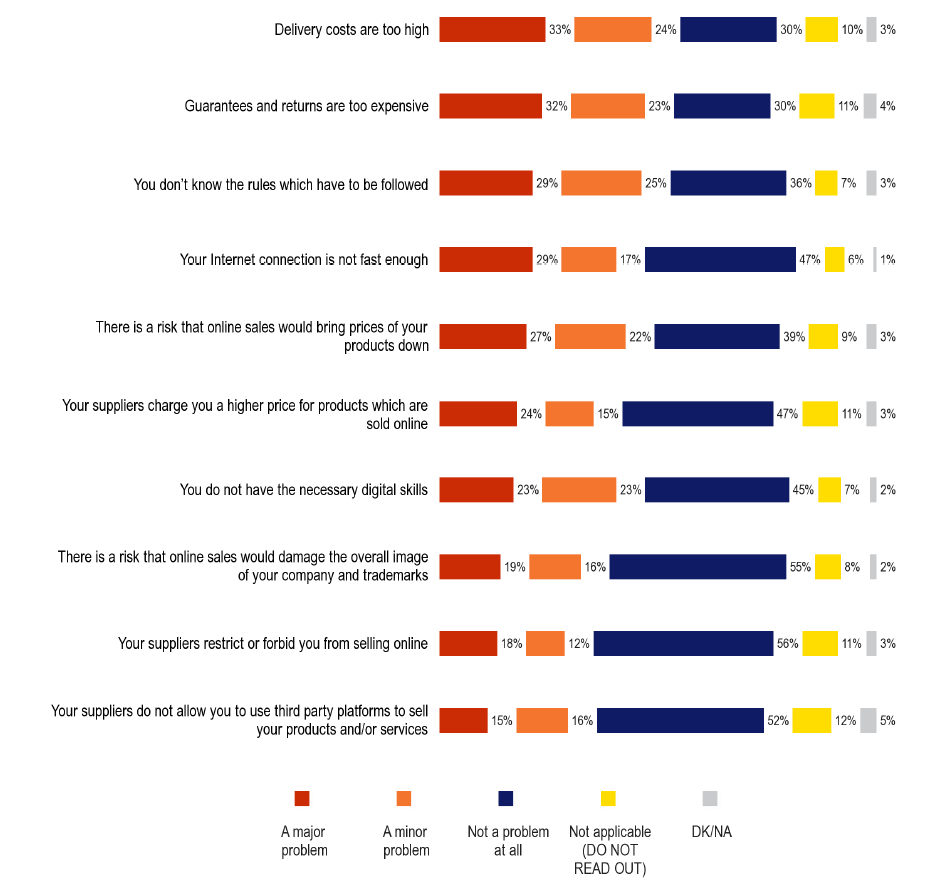 Delivery costs are too high 33% 24% 30% 10% 3%
Guarantees and returns are too expensive 32% 23% 30% 11% 4%
You don't know the rules which have to be followed 29% 25% 36% 7% 3%
Your Internet connection is not fast enough 29% 17% 47% 6% 1%
There is a risk that online sales would bring prices of your
products down 27% 22% 39% 9% 3%
Your suppliers charge you a higher price for products which are
sold online 24% 15% 47% 11% 3%
You do not have the necessary digital skills 23% 23% 45% 7% 2%
There is a risk that online sales would damage the overall image
of your company and trademarks 19% 16% 55% 8% 2%
Your suppliers restrict or forbid you from selling online 18% 12% 56% 11% 3%
Your suppliers do not allow you to use third party platforms to sell
your products and/or services 15% 16% 52% 12% 5%
A major
problem
A minor
problem
Not a problem
at all
Not applicable
(DO NOT
READ OUT)
DK/NA